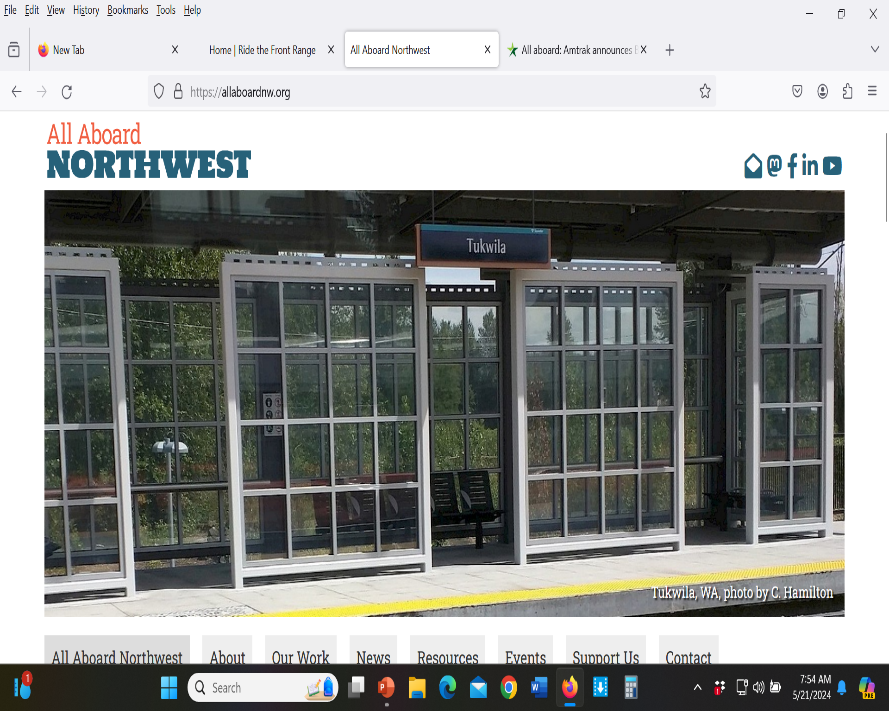 File Edit View History Bookmarks Tools Help
New Tab
Home | Ride the Front Range
All Aboard Northwest
All aboard: Amtrak announces
https://allaboardnw.org
All Aboard
NORTHWEST
Tukwila
Tukwila, WA, photo by C. Hamilton
All Aboard Northwest
About
Our Work
News
Resources
Events
Support Us
Contact
1
Search
7:54 AM
5/21/2024